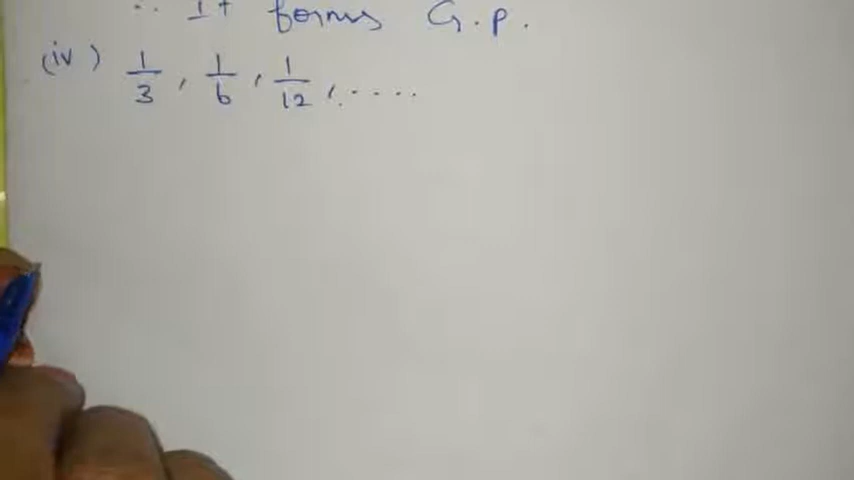 ∴ It forms G.P.
(iv) 1/3, 1/6, 1/12, .....